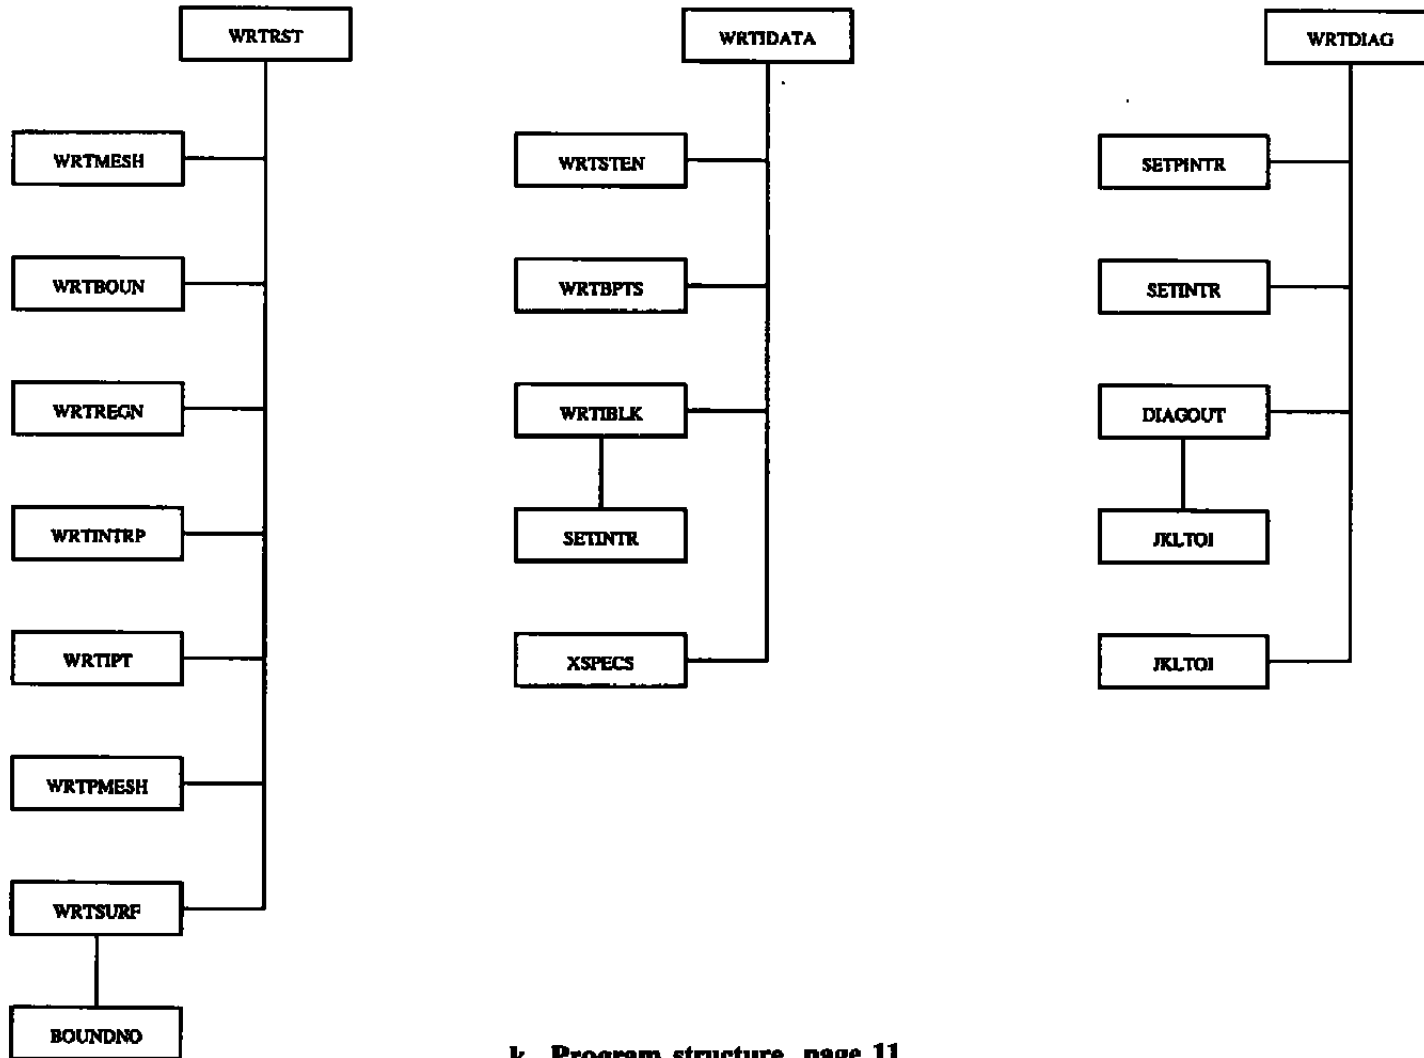 WRTRST
WRTMESH
WRTBOUN
WRTREGN
WRTINTRP
WRTIPT
WRTPMESH
WRTSURF
BOUNDNO
WRTIDATA
WRTSTEN
WRTBPTS
WRTIBLK
SETINTR
XSPECS
WRTDIAG
SETPINTR
SETINTR
DIAGOUT
JKLTOI
JKLTOI
k. Program structure, page 11